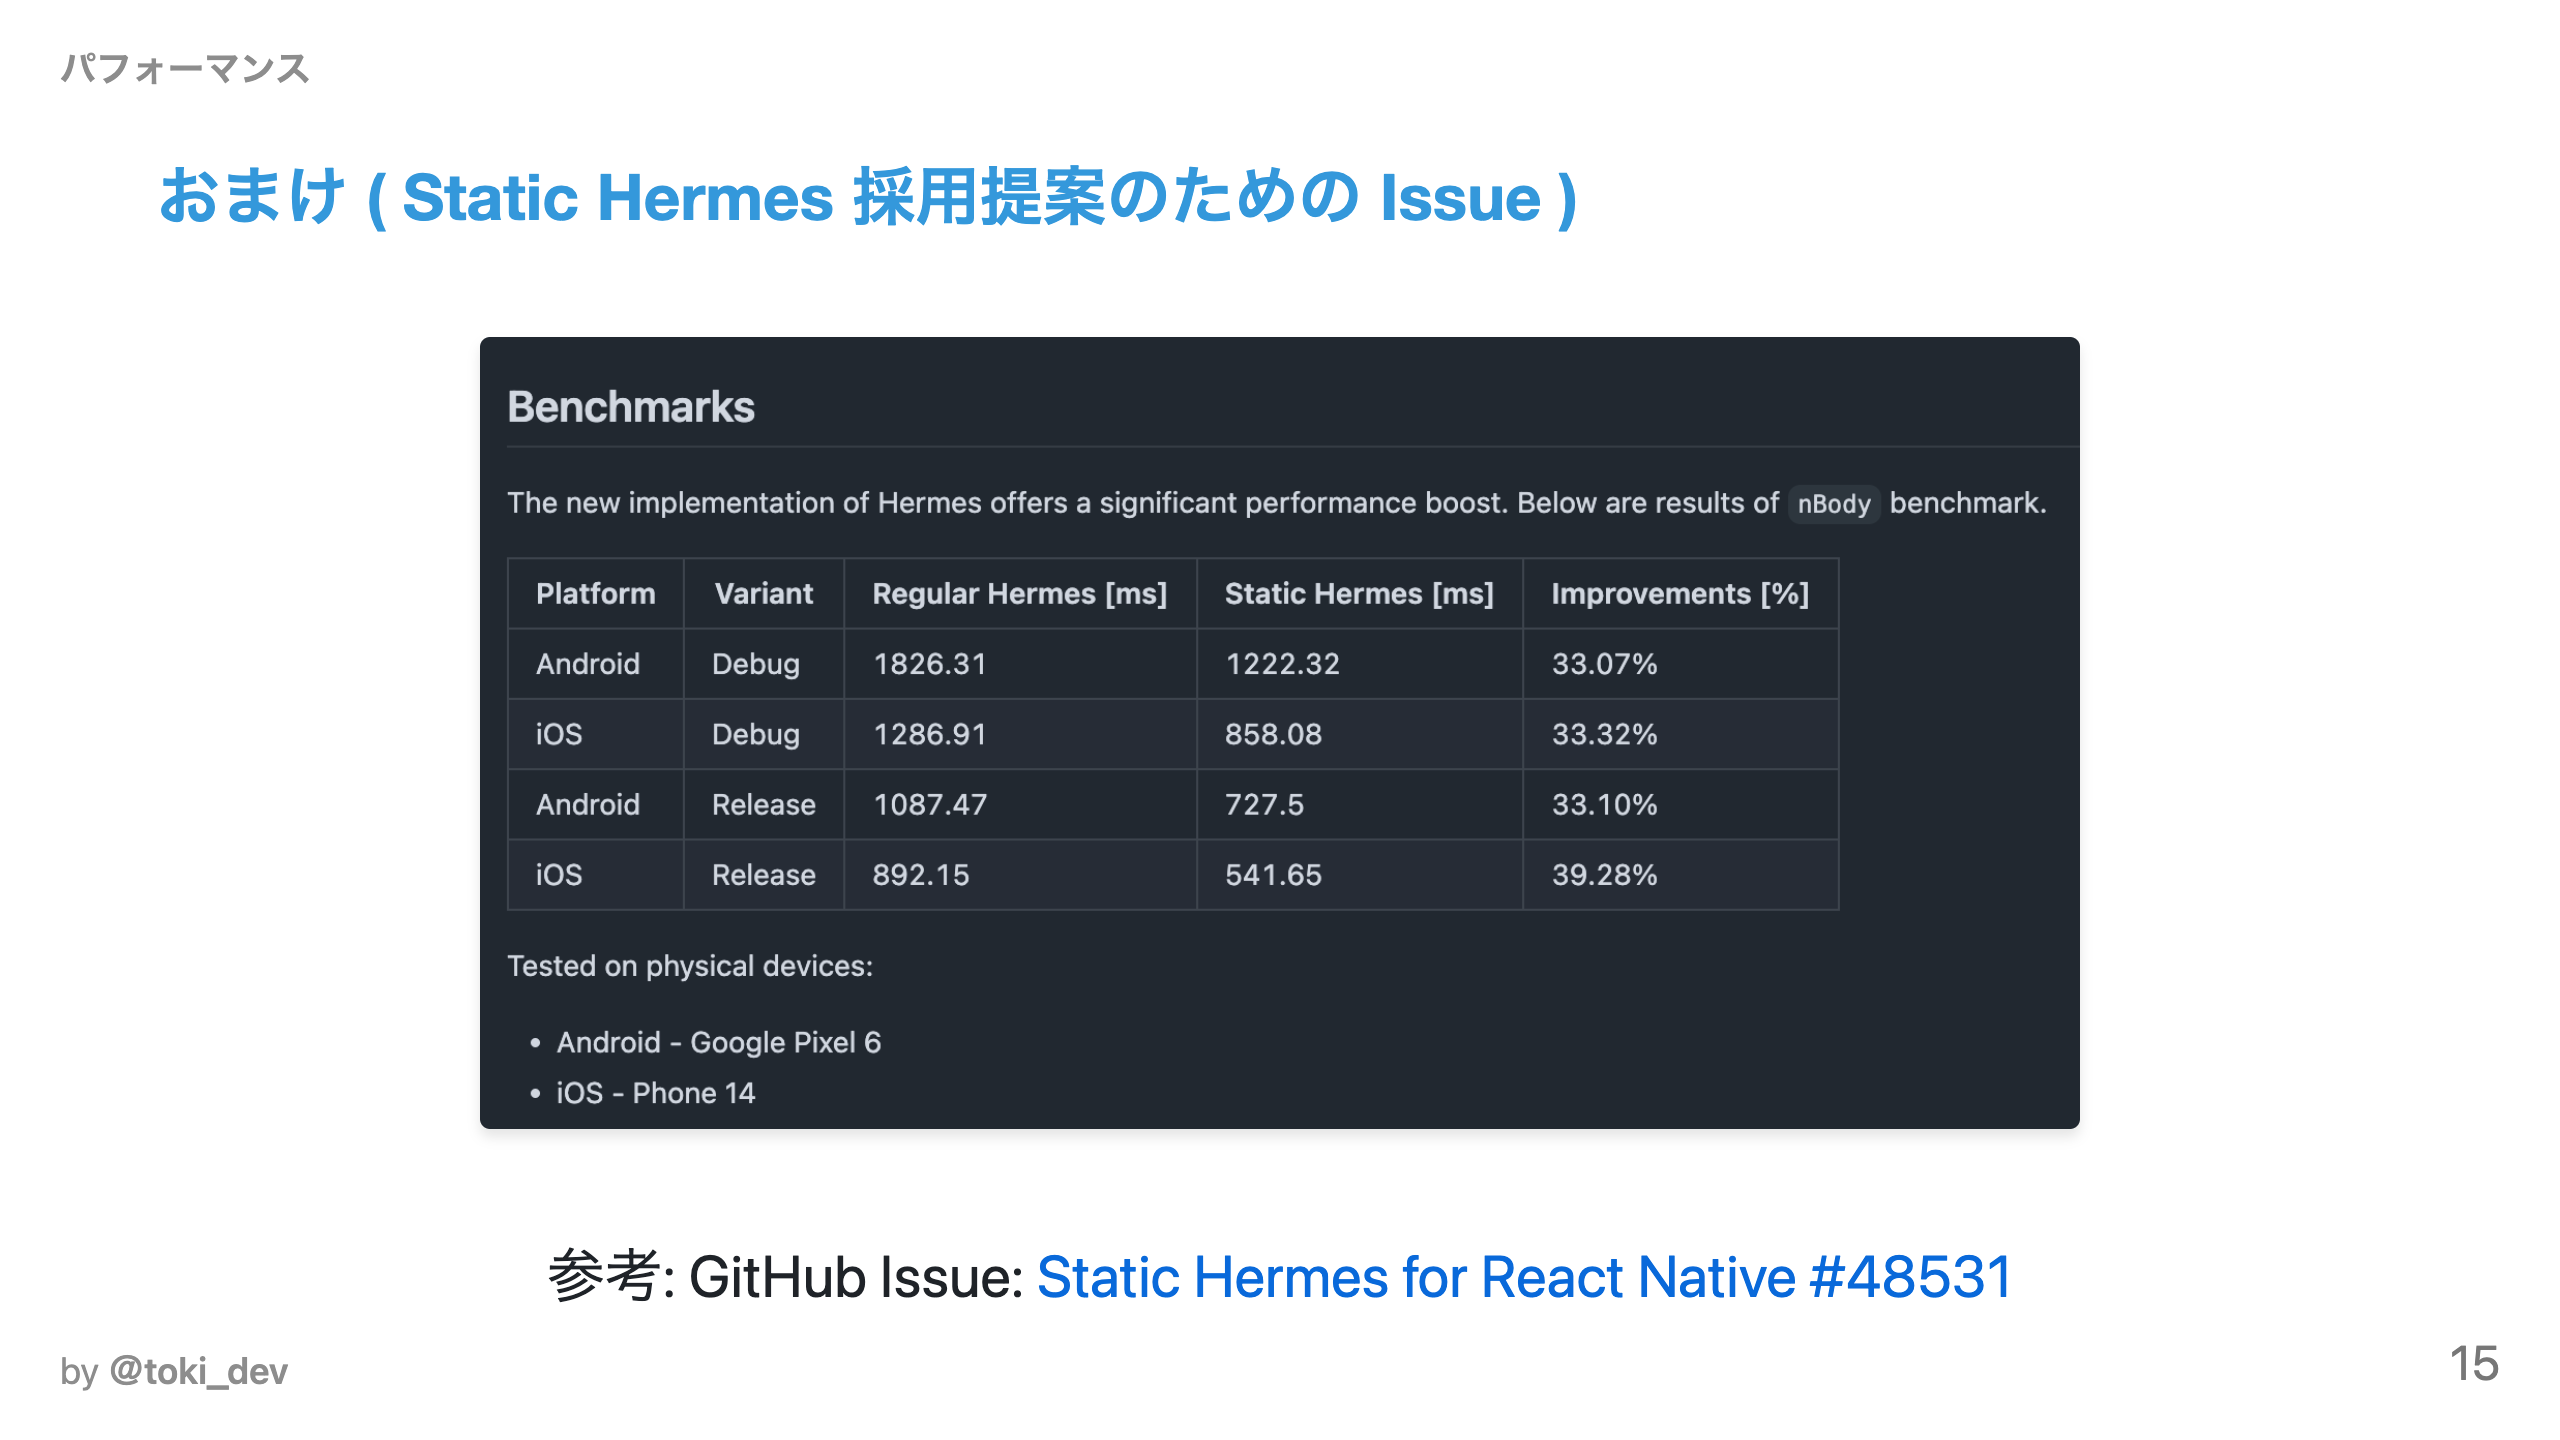 パフォーマンス
おまけ ( Static Hermes 採用提案のための Issue )
Benchmarks
The new implementation of Hermes offers a significant performance boost. Below are results of nBody benchmark.
Platform Variant Regular Hermes [ms] Static Hermes [ms] Improvements [%]
Android Debug 1826.31 1222.32 33.07%
iOS Debug 1286.91 858.08 33.32%
Android Release 1087.47 727.5 33.10%
iOS Release 892.15 541.65 39.28%
Tested on physical devices:
• Android - Google Pixel 6
• iOS - Phone 14
参考: GitHub Issue: Static Hermes for React Native #48531
by @toki_dev
15